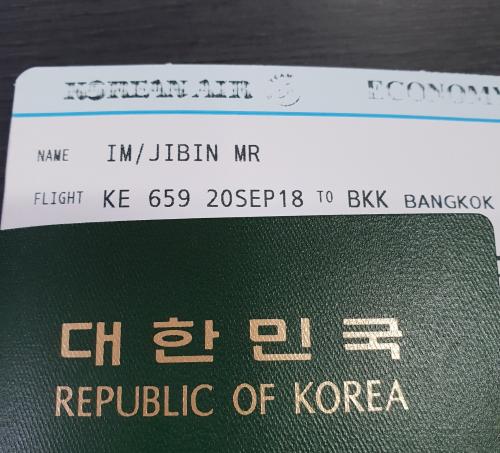 KOREAN AIR SKYTEAM ECONOMY
NAME IM/JIBIN MR
FLIGHT KE 659 20SEP18 TO BKK BANGKOK
대한민국
REPUBLIC OF KOREA